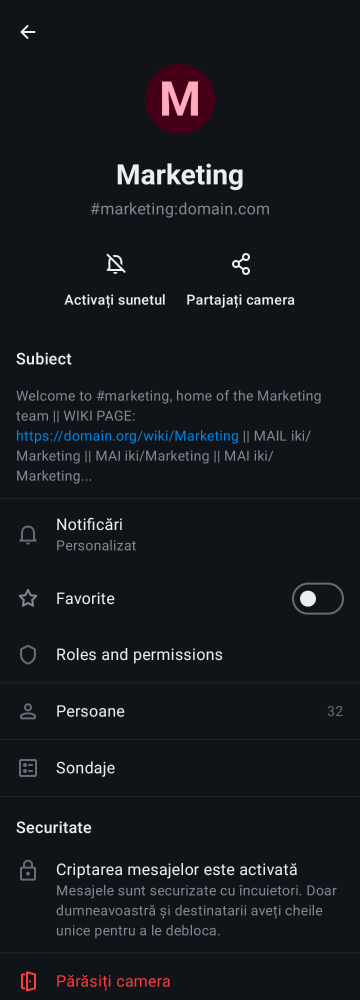 M
Marketing
#marketing:domain.com
Activați sunetul
Partajați camera
Subiect
Welcome to #marketing, home of the Marketing
team || WIKI PAGE:
https://domain.org/wiki/Marketing || MAIL iki/
Marketing || MAI iki/Marketing || MAI iki/
Marketing...
Notificări
Personalizat
Favorite
Roles and permissions
Persoane 32
Sondaje
Securitate
Criptarea mesajelor este activată
Mesajele sunt securizate cu încuietori. Doar
dumneavoastră și destinatarii aveți cheile
unice pentru a le debloca.
Părăsiți camera